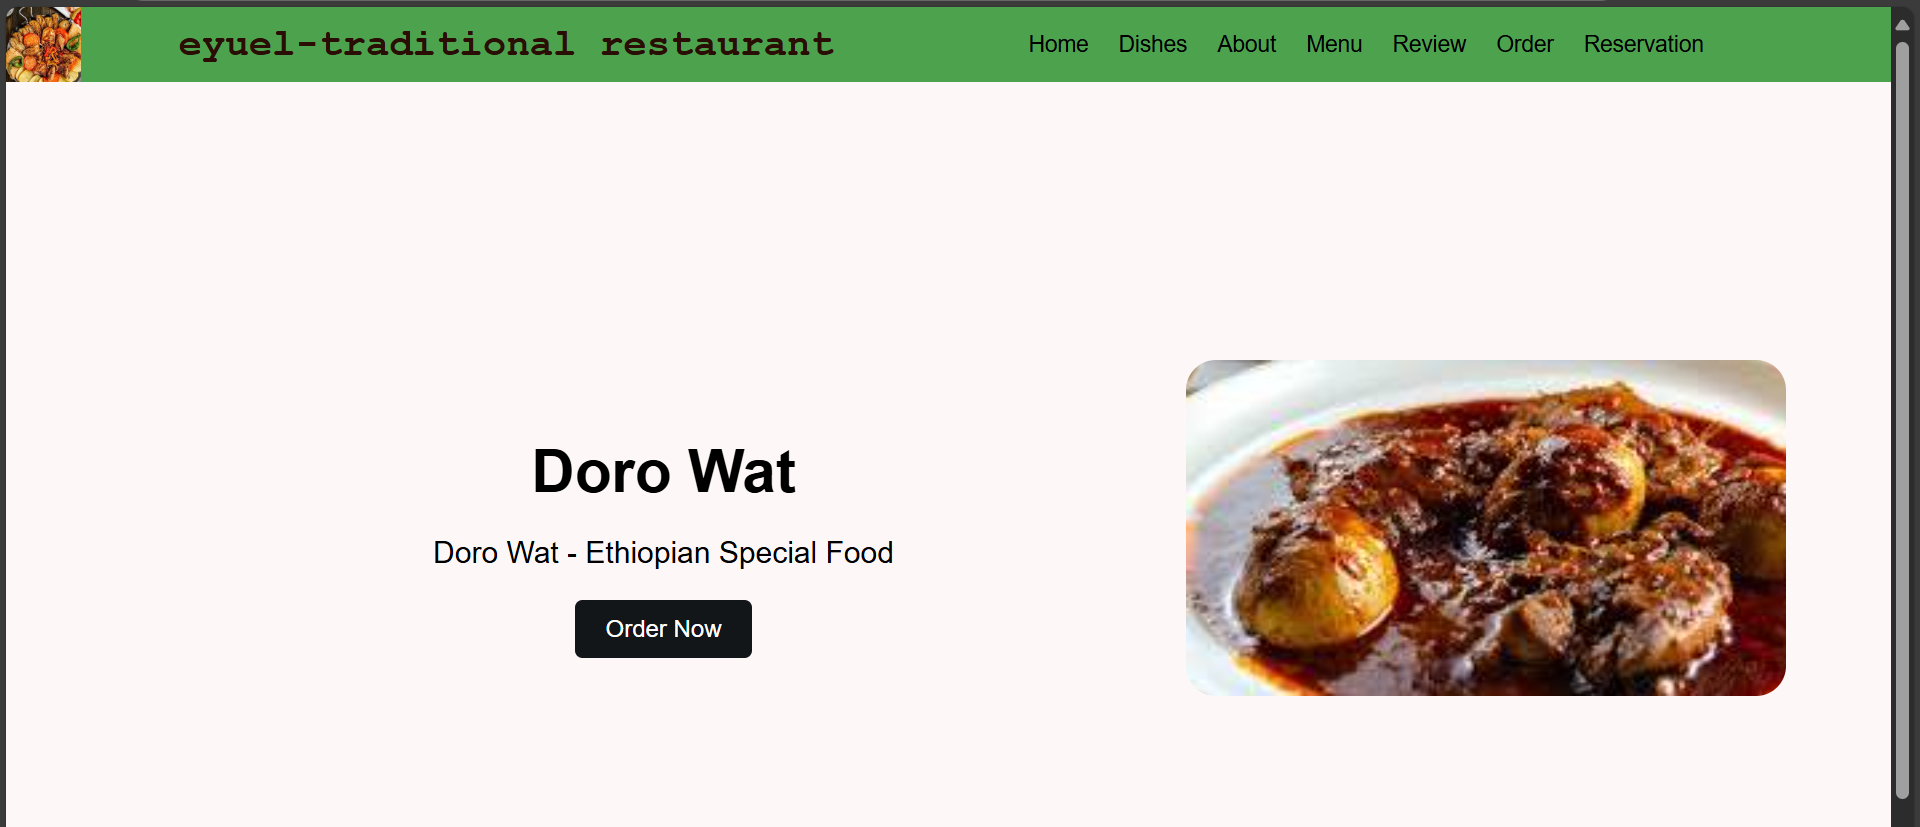 eyuel-traditional restaurant
Home Dishes About Menu Review Order Reservation
Doro Wat
Doro Wat - Ethiopian Special Food
Order Now